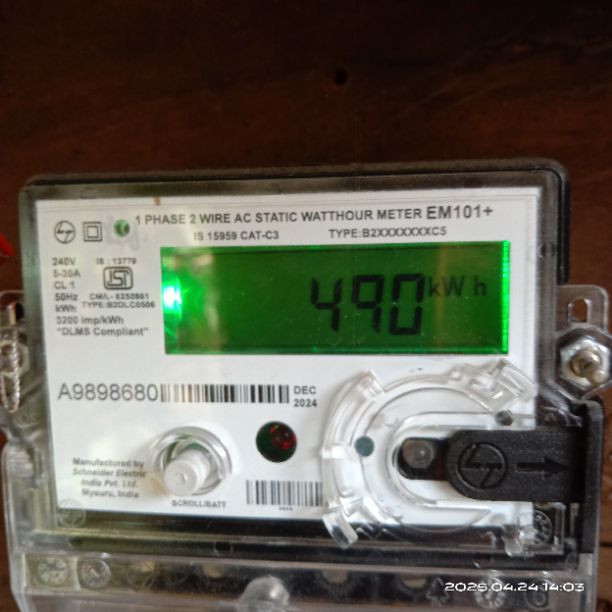 1 PHASE 2 WIRE AC STATIC WATTHOUR METER EM101+
IS 15959 CAT-C3 TYPE:B2XXXXXXXC5
240V
5-30A
CL 1
50Hz
kWh
3200 imp/kWh
"DLMS Compliant"
IS : 13779
ISI
CM/L- 6250861
TYPE:B2DLC0506
490 kWh
A9898680
DEC
2024
Manufactured by
Schneider Electric
India Pvt. Ltd.
Mysuru, India
SCROLL/BATT
LT
2025.04.24 14:03